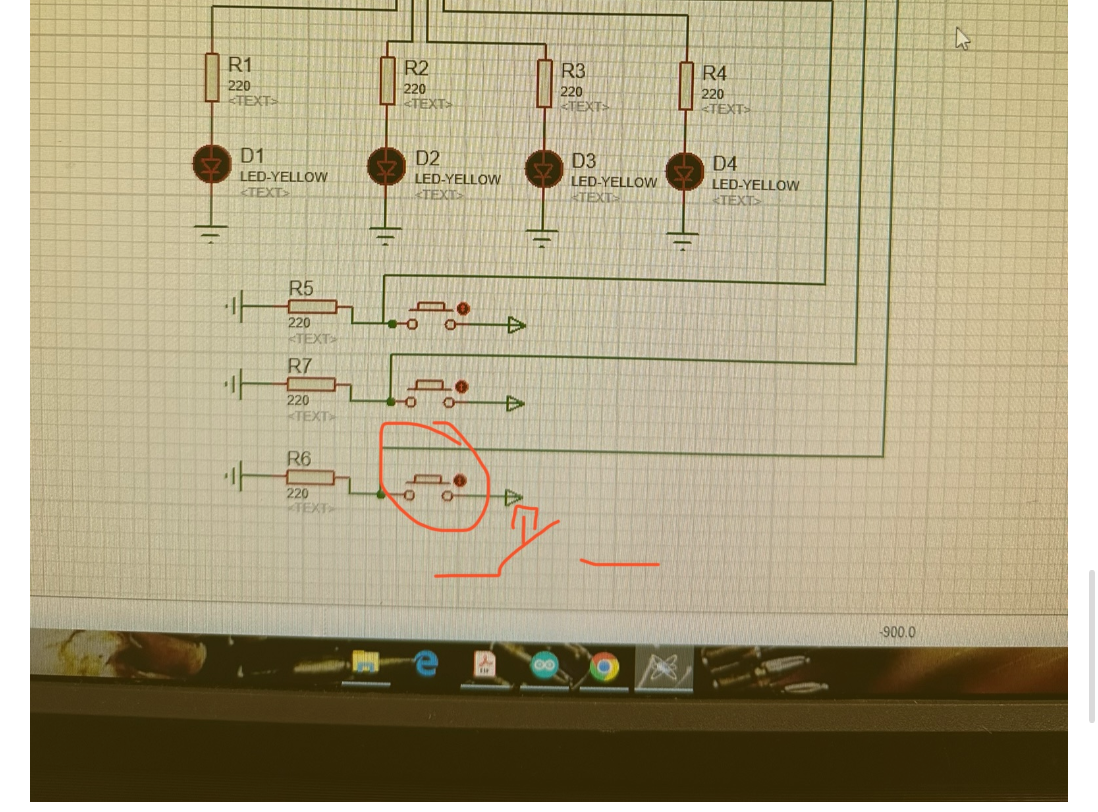 R1
220
<TEXT>
R2
220
<TEXT>
R3
220
<TEXT>
R4
220
<TEXT>
D1
LED-YELLOW
<TEXT>
D2
LED-YELLOW
<TEXT>
D3
LED-YELLOW
<TEXT>
D4
LED-YELLOW
<TEXT>
R5
220
<TEXT>
R7
220
<TEXT>
R6
220
<TEXT>
-900.0